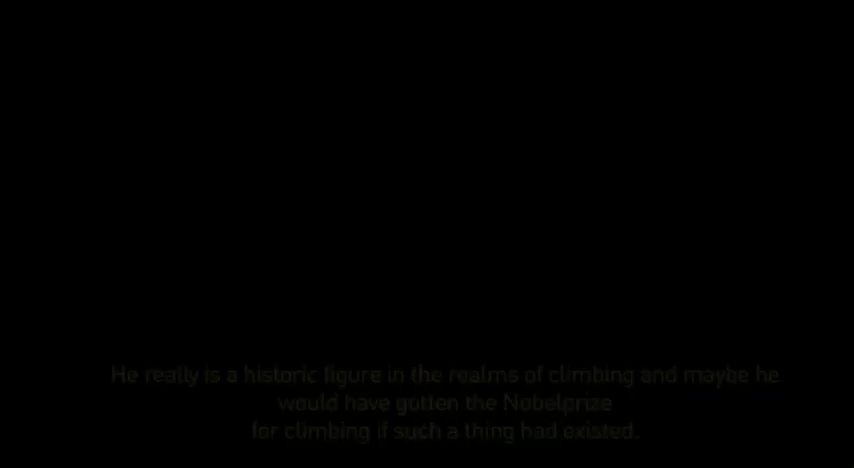 He really is a historic figure in the realms of climbing and maybe he
would have gotten the Nobelprize
for climbing if such a thing had existed.